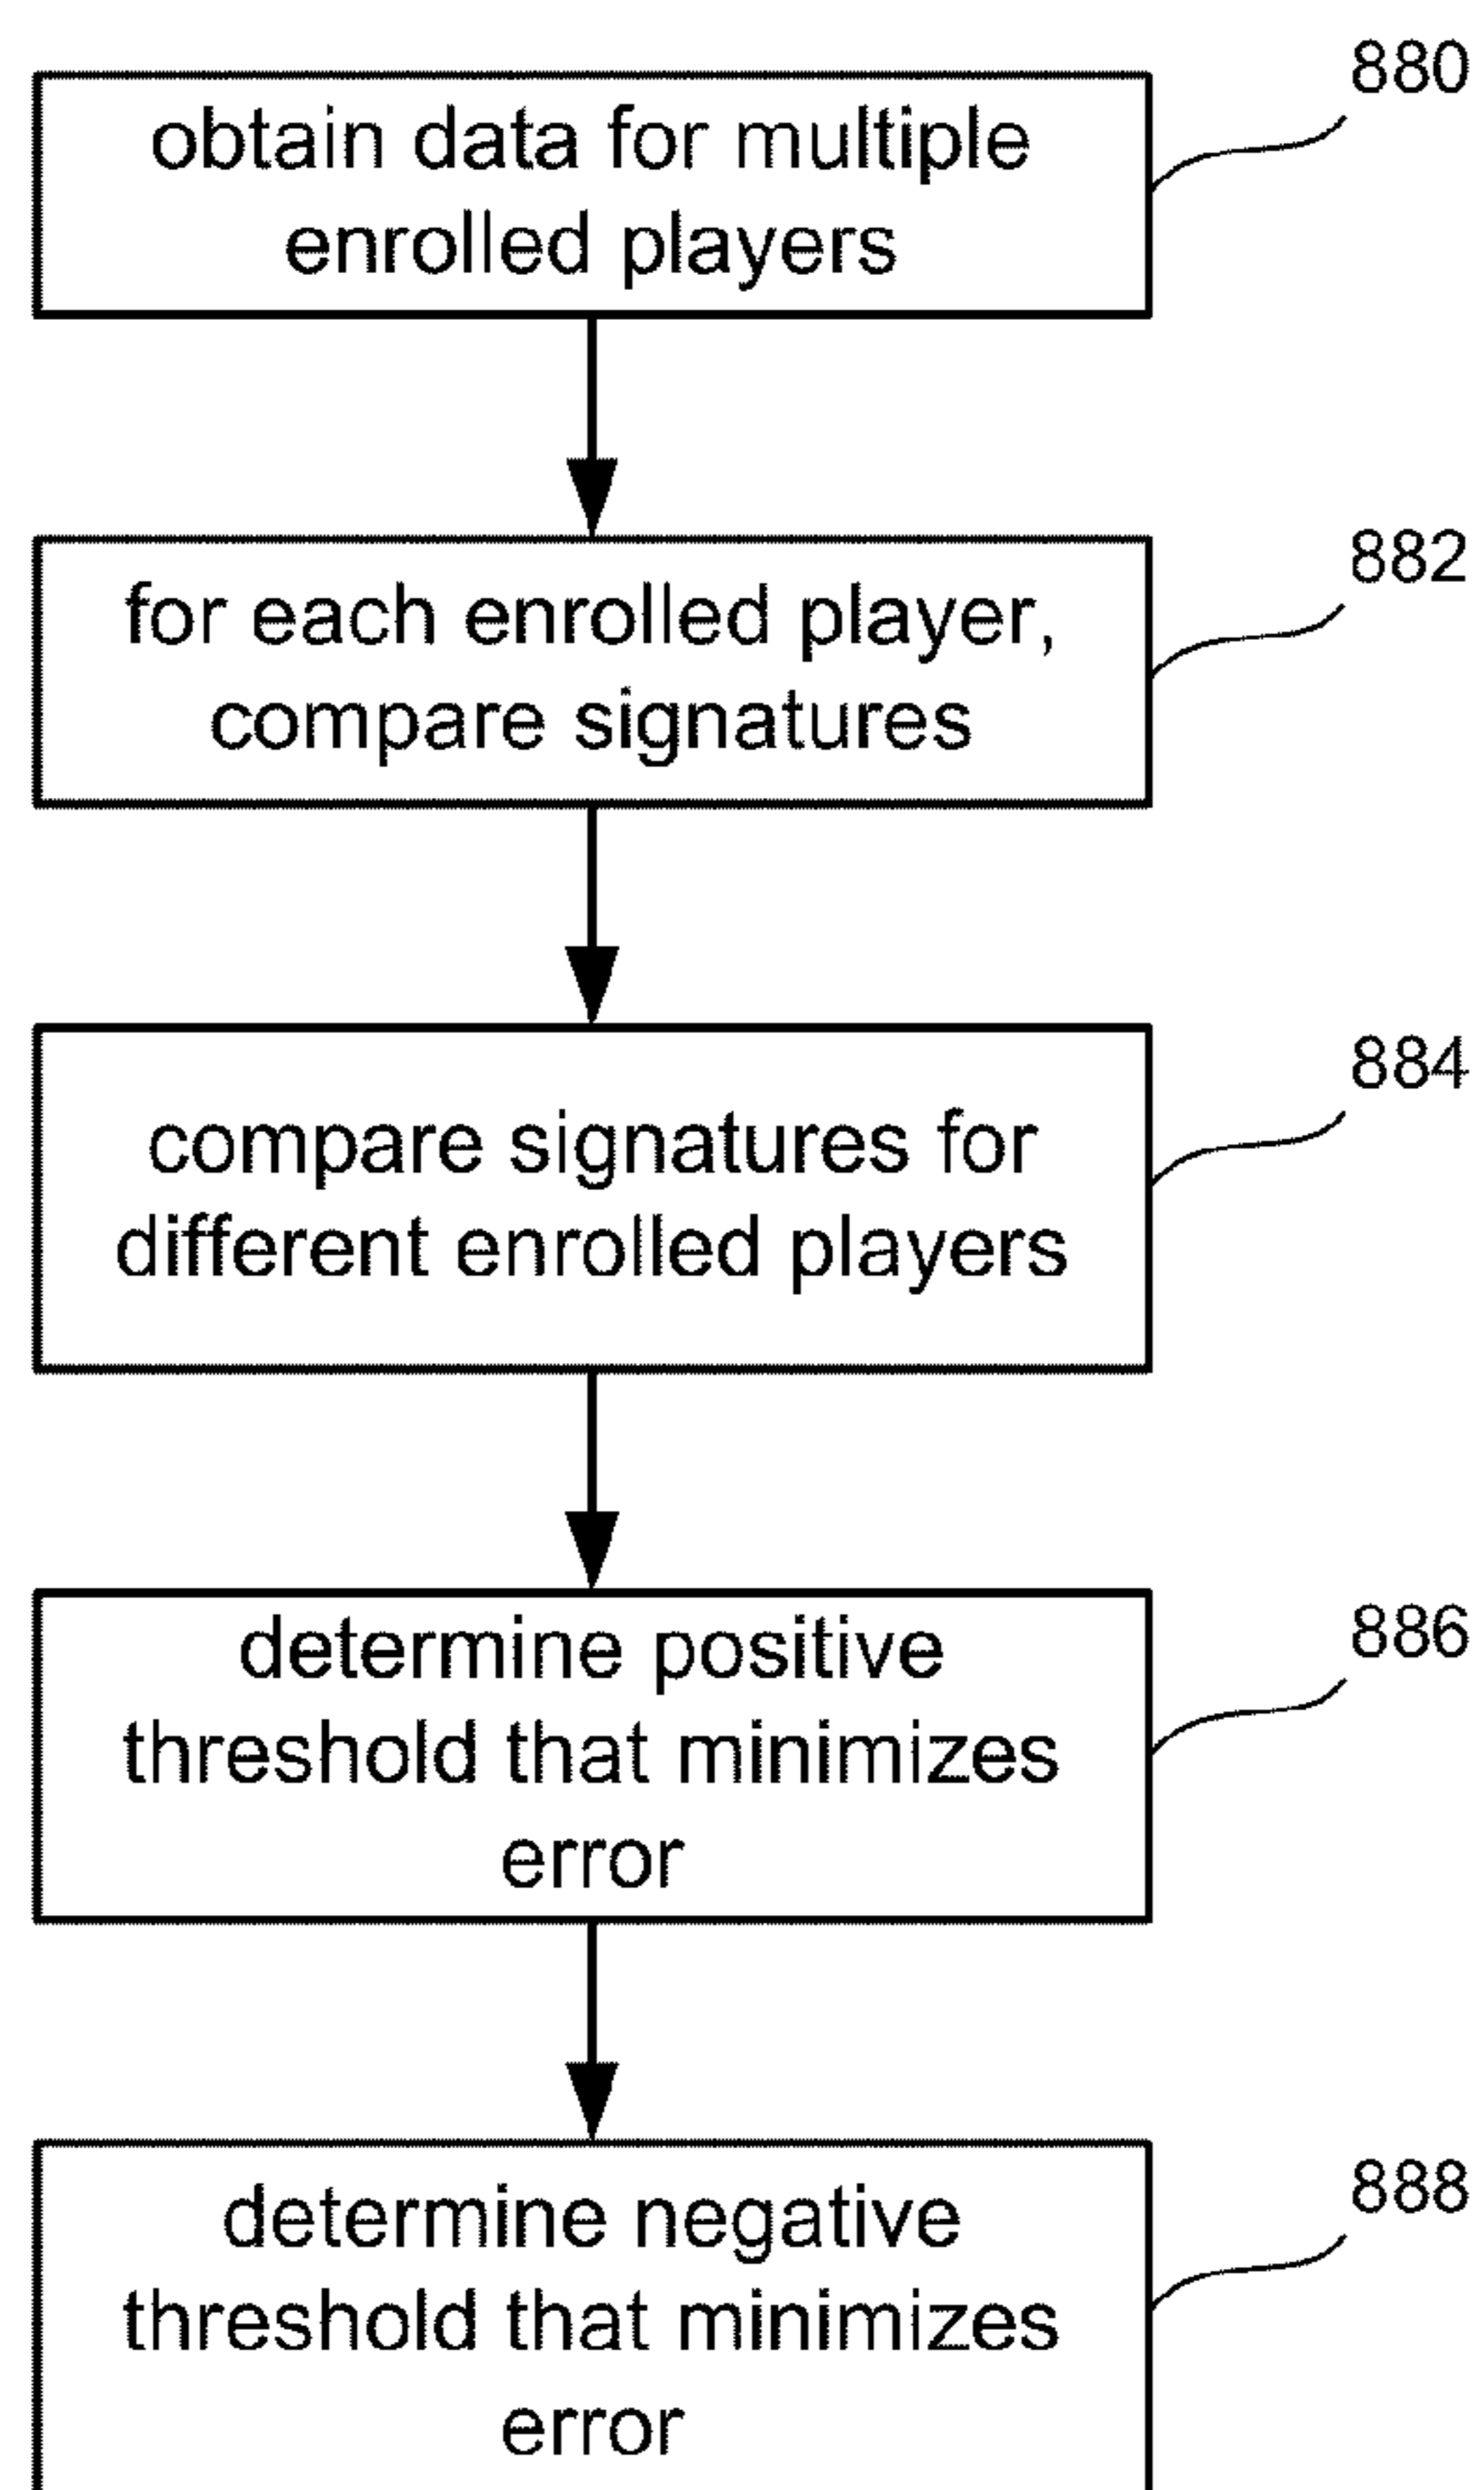 880
obtain data for multiple
enrolled players
882
for each enrolled player,
compare signatures
884
compare signatures for
different enrolled players
886
determine positive
threshold that minimizes
error
888
determine negative
threshold that minimizes
error